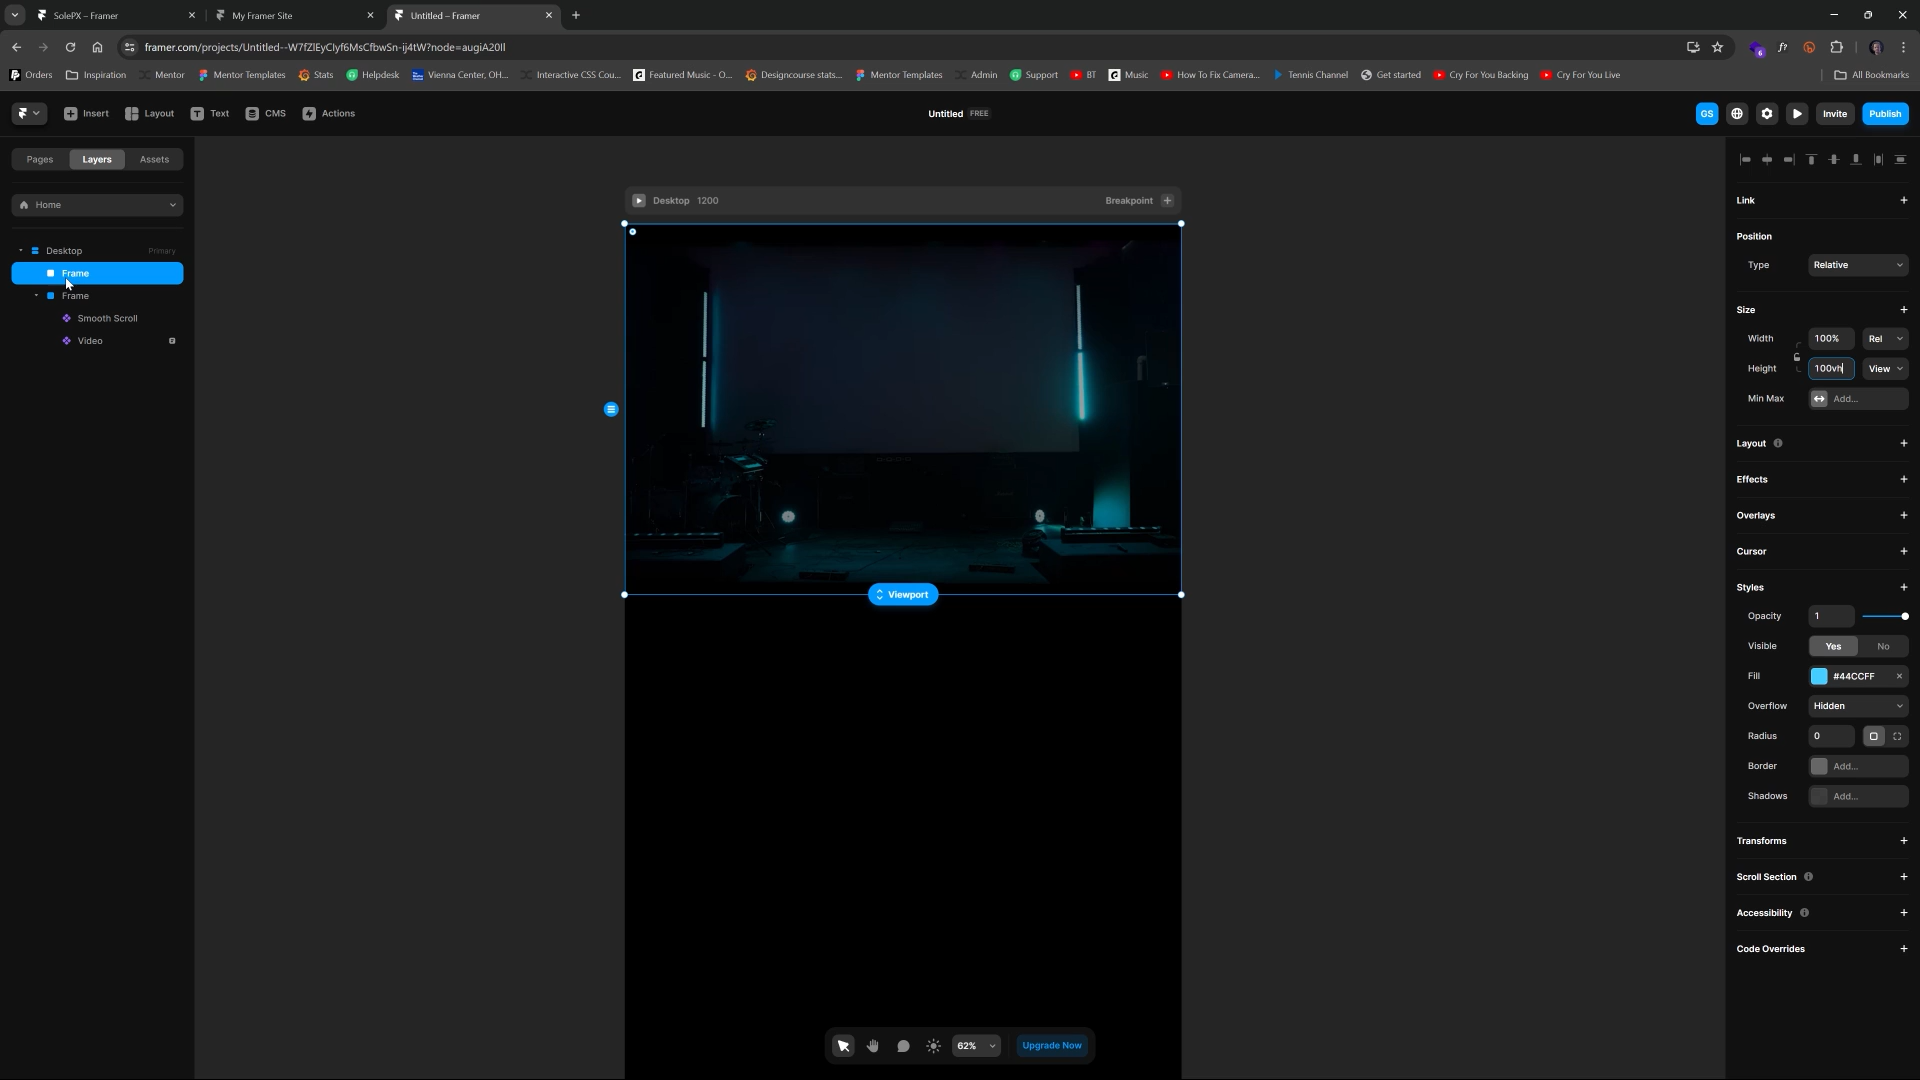 SolePX – Framer
My Framer Site
Untitled – Framer
framer.com/projects/Untitled--W7fZlEyClyf6MsCfbwSn-ij4tW?node=augiA20Il
Orders
Inspiration
Mentor
Mentor Templates
Stats
Helpdesk
Vienna Center, OH...
Interactive CSS Cou...
Featured Music - O...
Designcourse stats...
Mentor Templates
Admin
Support
BT
Music
How To Fix Camera...
Tennis Channel
Get started
Cry For You Backing
Cry For You Live
All Bookmarks
Insert
Layout
Text
CMS
Actions
Untitled FREE
GS
Invite
Publish
Pages
Layers
Assets
Home
Desktop Primary
Frame
Frame
Smooth Scroll
Video
Desktop 1200
Breakpoint
Viewport
62%
Upgrade Now
Link
Position
Type Relative
Size
Width 100% Rel
Height 100vh View
Min Max Add...
Layout
Effects
Overlays
Cursor
Styles
Opacity 1
Visible Yes No
Fill #44CCFF
Overflow Hidden
Radius 0
Border Add...
Shadows Add...
Transforms
Scroll Section
Accessibility
Code Overrides